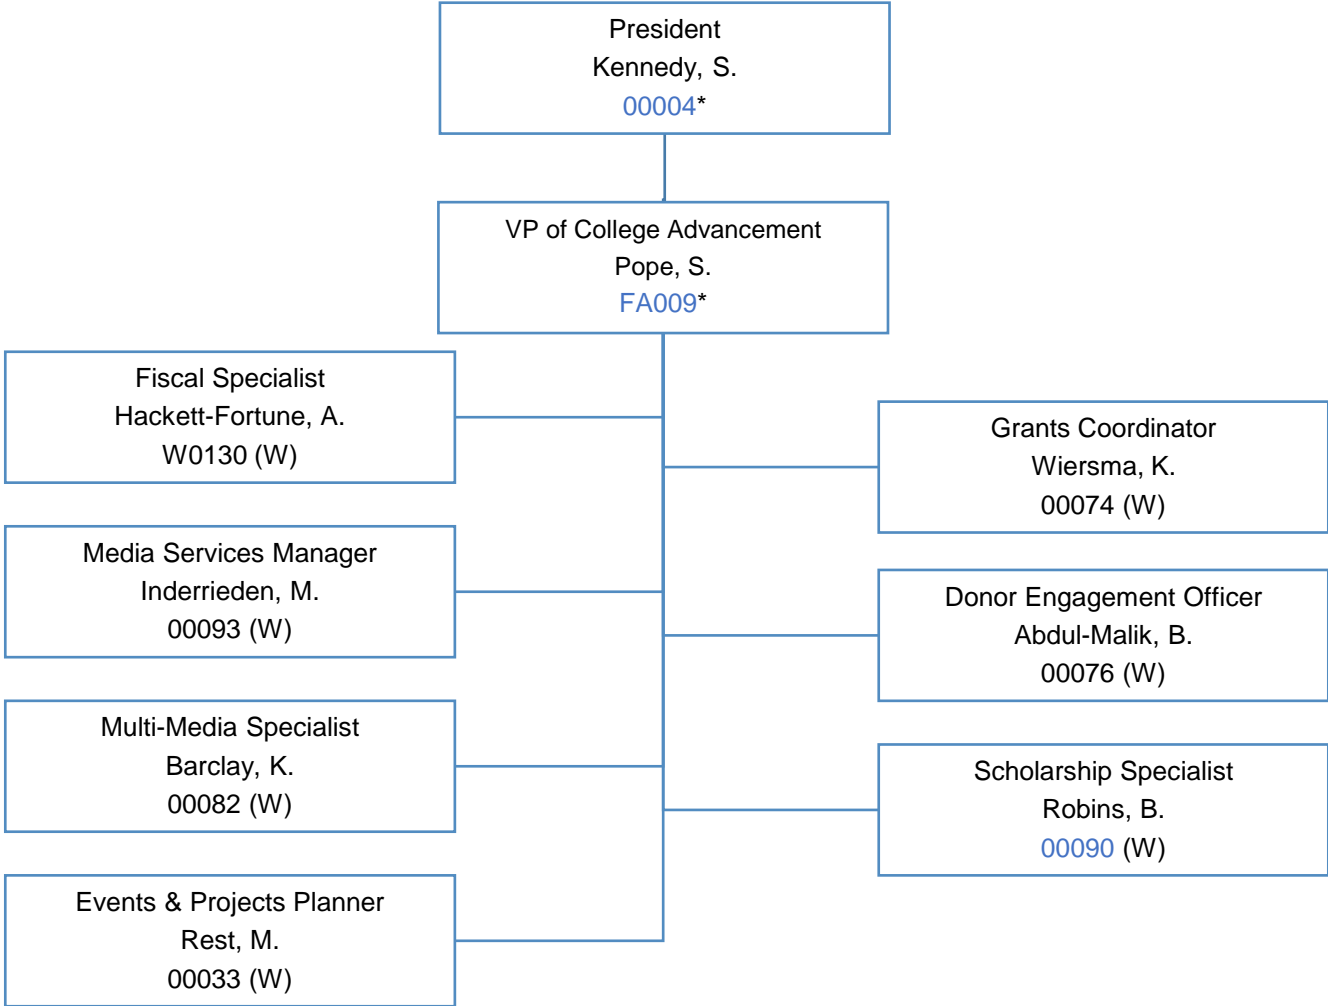 President
Kennedy, S.
00004*
VP of College Advancement
Pope, S.
FA009*
Fiscal Specialist
Hackett-Fortune, A.
W0130 (W)
Media Services Manager
Inderrieden, M.
00093 (W)
Multi-Media Specialist
Barclay, K.
00082 (W)
Events & Projects Planner
Rest, M.
00033 (W)
Grants Coordinator
Wiersma, K.
00074 (W)
Donor Engagement Officer
Abdul-Malik, B.
00076 (W)
Scholarship Specialist
Robins, B.
00090 (W)